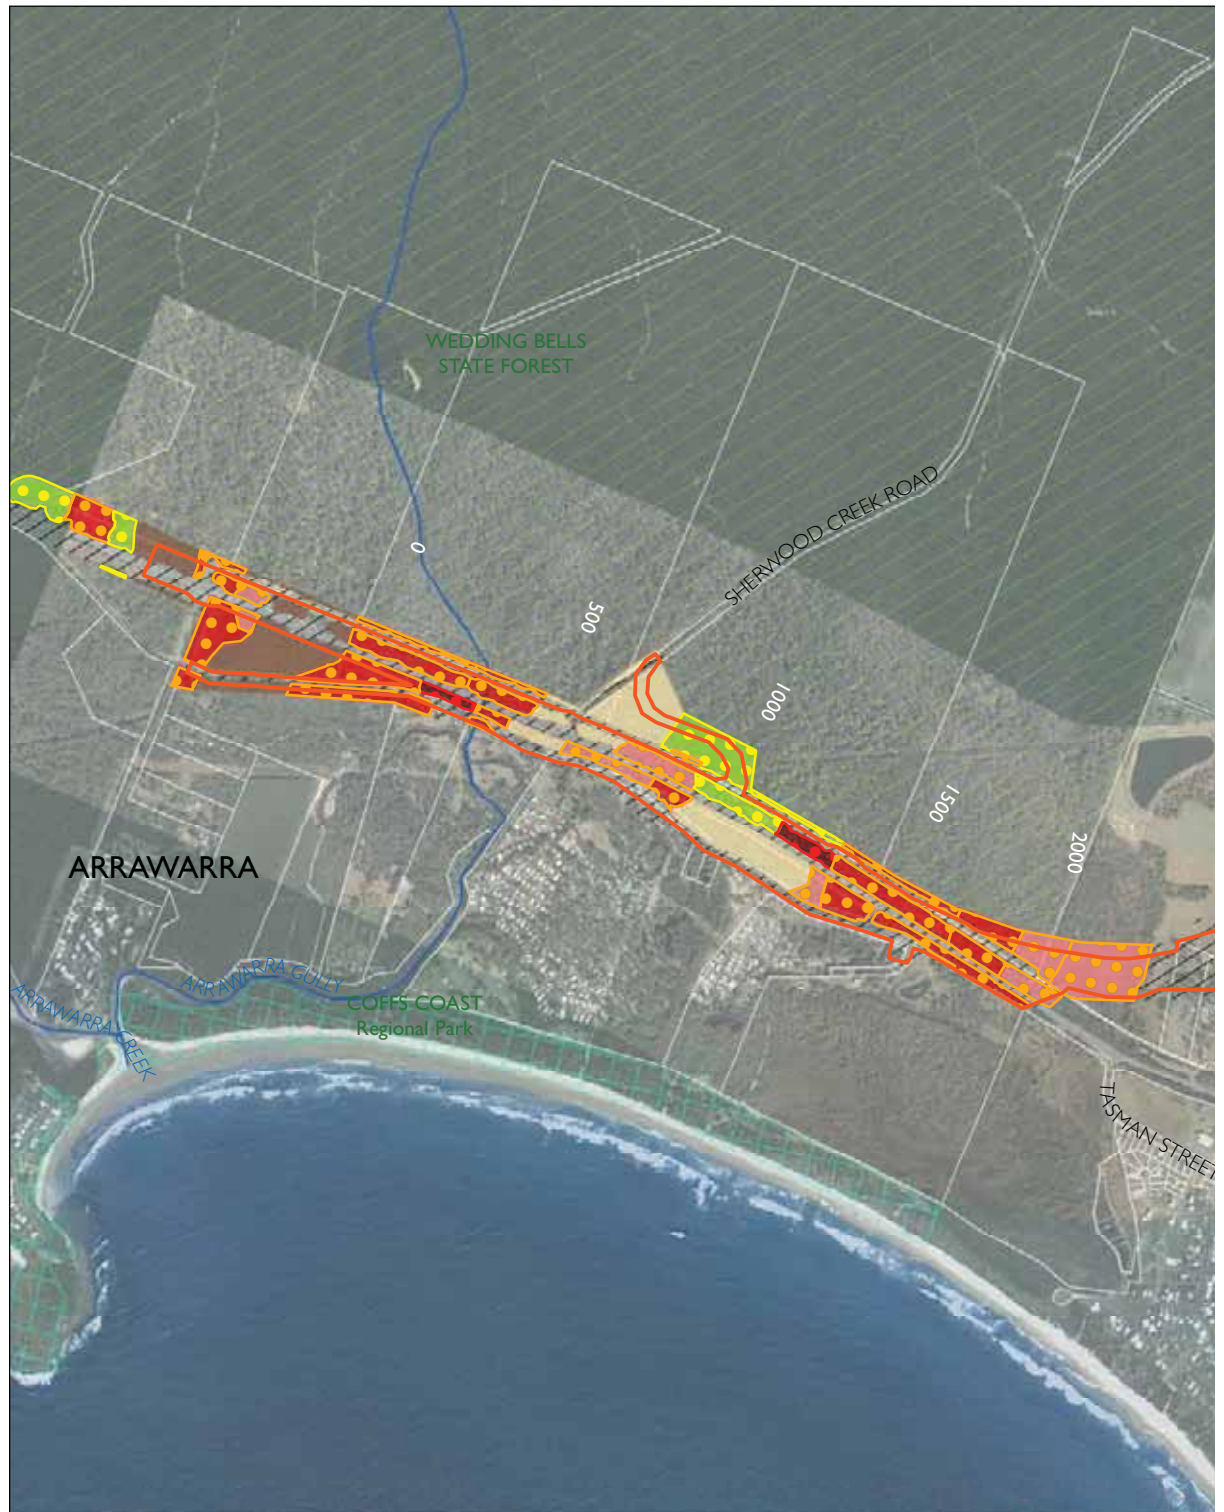 WEDDING BELLS
STATE FOREST
SHERWOOD CREEK ROAD
0
500
1000
1500
2000
ARRAWARRA
ARRAWARRA GULLY
ARRAWARRA CREEK
COFFS COAST
Regional Park
TASMAN STREET